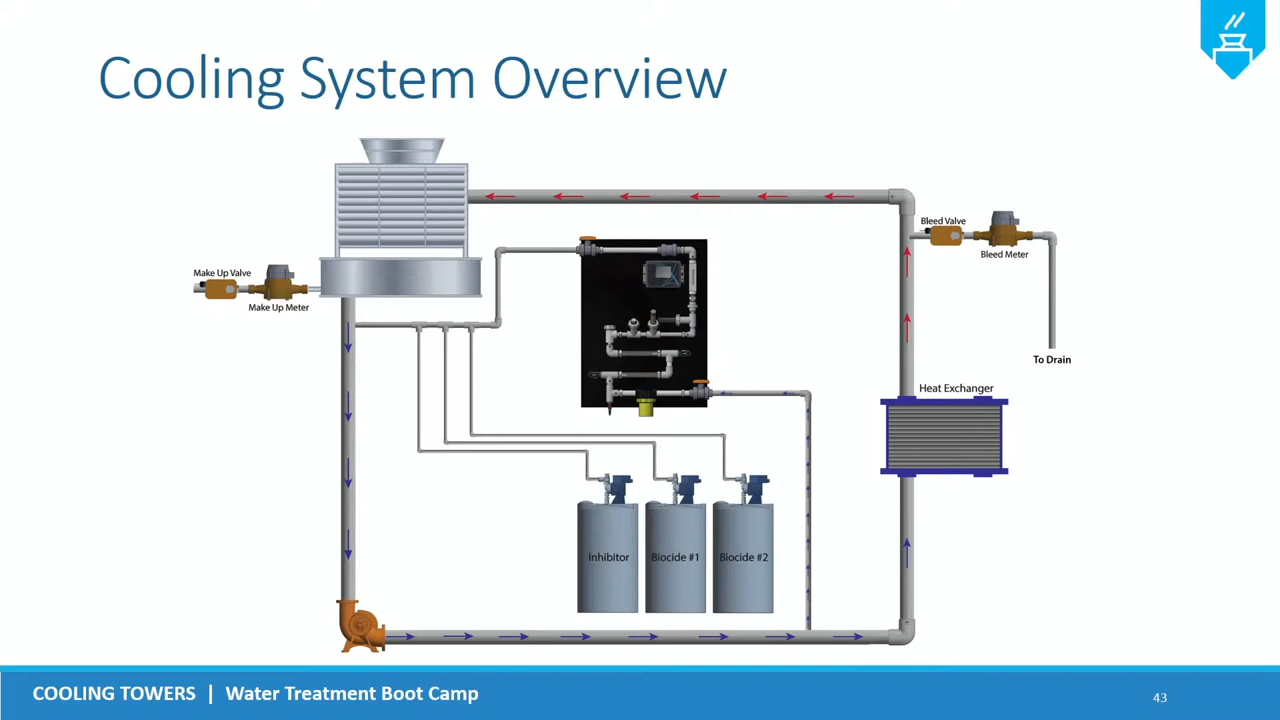 Cooling System Overview
Bleed Valve
Bleed Meter
Make Up Valve
Make Up Meter
To Drain
Heat Exchanger
Inhibitor
Biocide #1
Biocide #2
COOLING TOWERS | Water Treatment Boot Camp
43